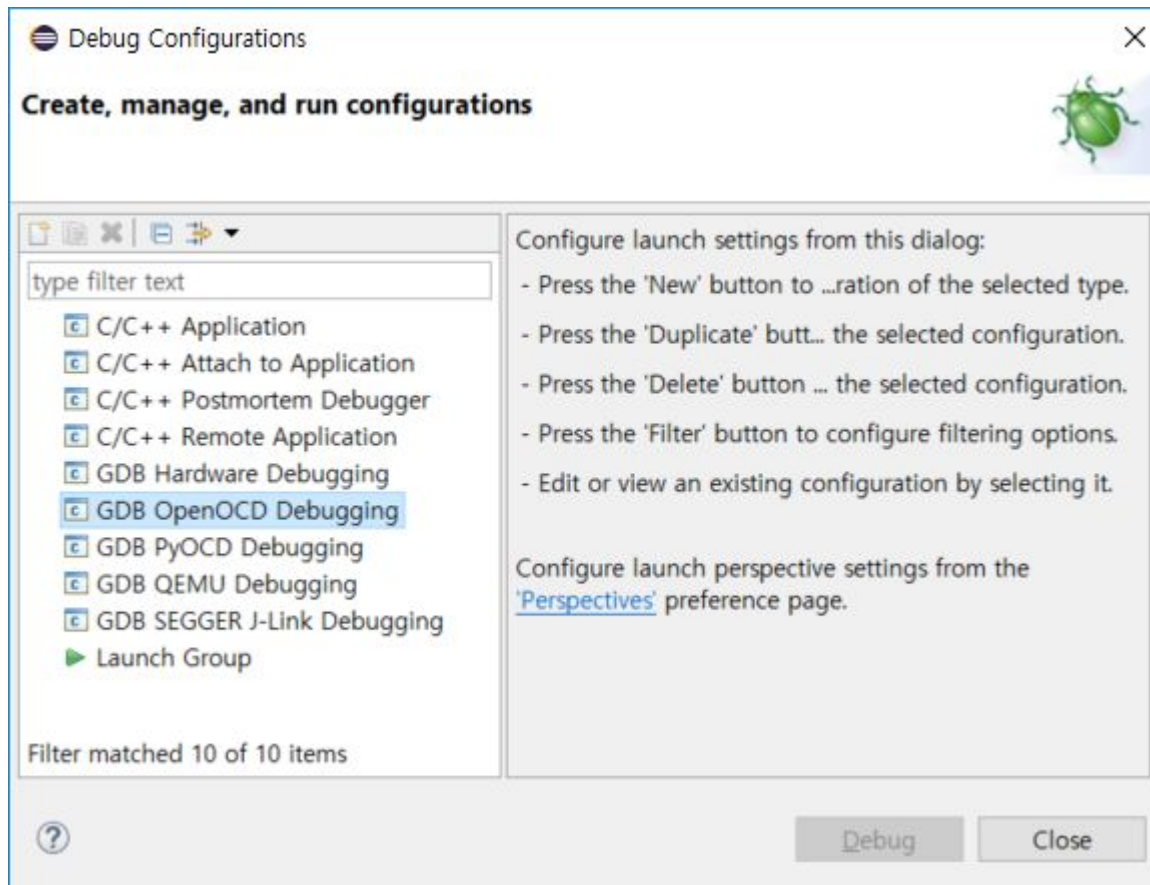 Debug Configurations
Create, manage, and run configurations
type filter text
C/C++ Application
C/C++ Attach to Application
C/C++ Postmortem Debugger
C/C++ Remote Application
GDB Hardware Debugging
GDB OpenOCD Debugging
GDB PyOCD Debugging
GDB QEMU Debugging
GDB SEGGER J-Link Debugging
Launch Group
Filter matched 10 of 10 items
Configure launch settings from this dialog:
- Press the 'New' button to ...ration of the selected type.
- Press the 'Duplicate' butt... the selected configuration.
- Press the 'Delete' button ... the selected configuration.
- Press the 'Filter' button to configure filtering options.
- Edit or view an existing configuration by selecting it.
Configure launch perspective settings from the
'Perspectives' preference page.
?
Debug
Close